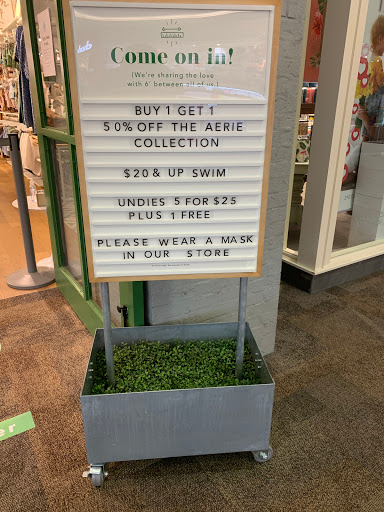 Come on in!
(We're sharing the love
with 6' between all of us.)
BUY 1 GET 1
50% OFF THE AERIE
COLLECTION
$20 & UP SWIM
UNDIES 5 FOR $25
PLUS 1 FREE
PLEASE WEAR A MASK
IN OUR STORE